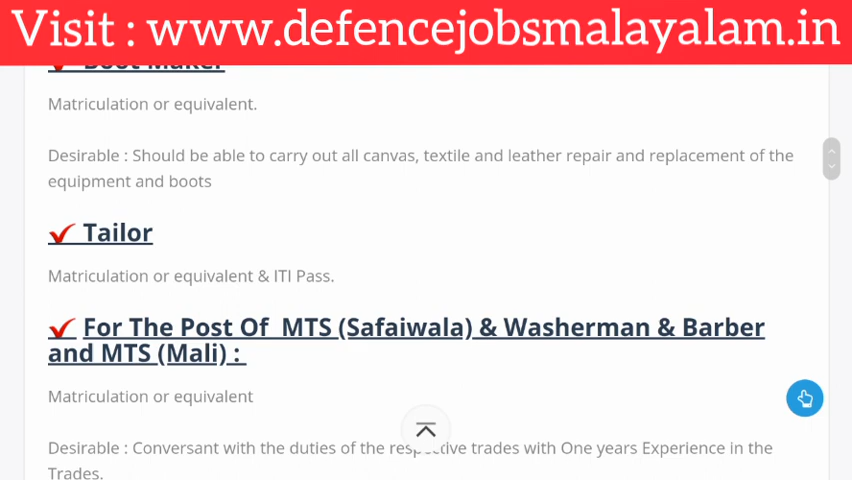 Visit : www.defencejobsmalayalam.in
Boot Maker
Matriculation or equivalent.
Desirable : Should be able to carry out all canvas, textile and leather repair and replacement of the
equipment and boots
Tailor
Matriculation or equivalent & ITI Pass.
For The Post Of MTS (Safaiwala) & Washerman & Barber
and MTS (Mali) :
Matriculation or equivalent
Desirable : Conversant with the duties of the respective trades with One years Experience in the
Trades.